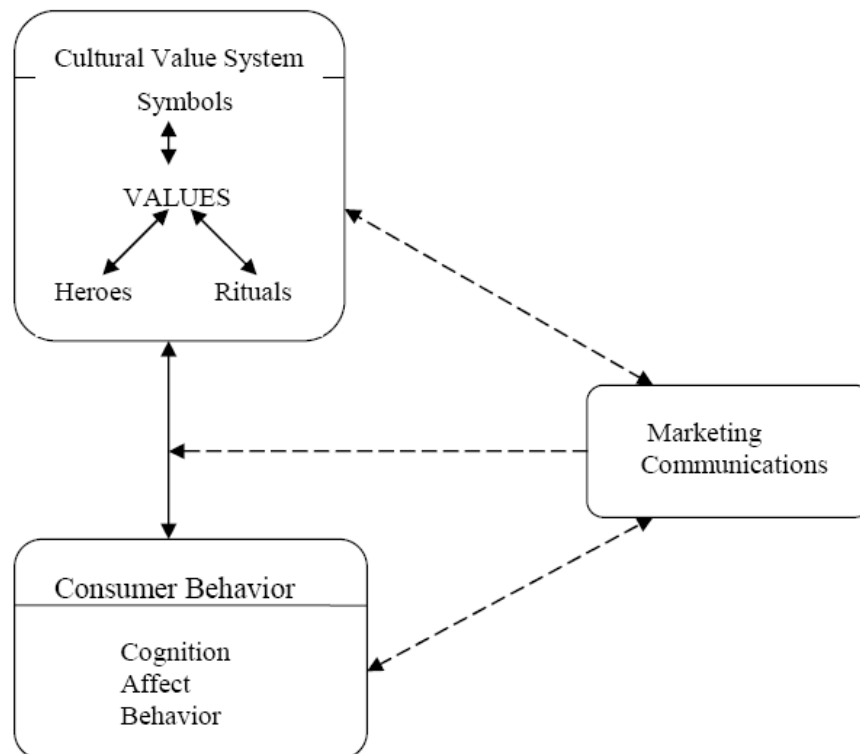 Cultural Value System
Symbols
VALUES
Heroes Rituals
Marketing
Communications
Consumer Behavior
Cognition
Affect
Behavior